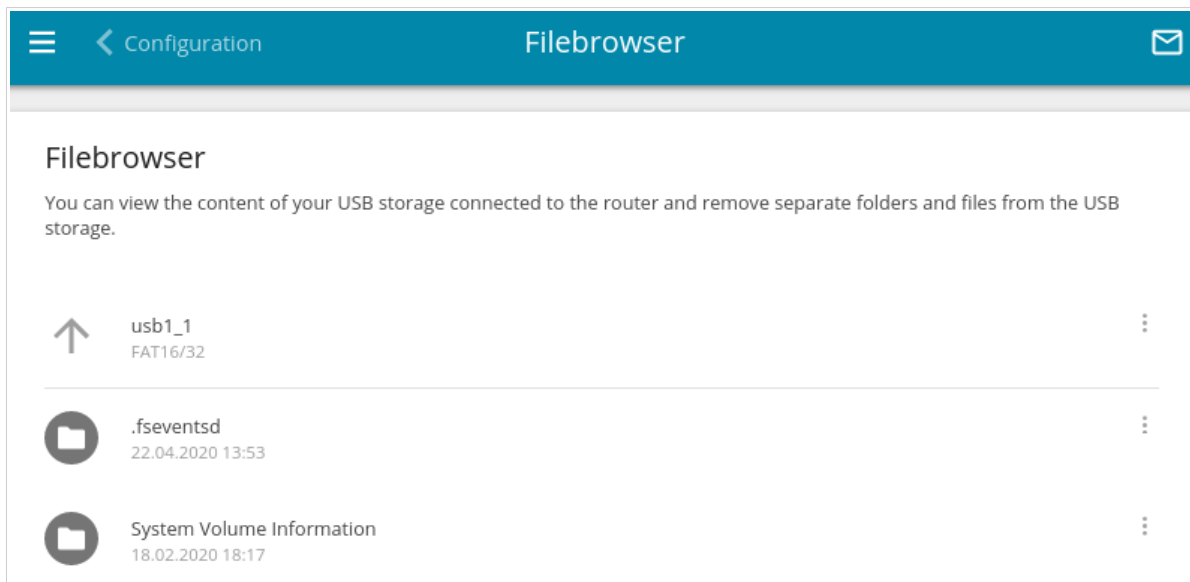 Configuration
Filebrowser
Filebrowser
You can view the content of your USB storage connected to the router and remove separate folders and files from the USB
storage.
usb1_1
FAT16/32
.fseventsd
22.04.2020 13:53
System Volume Information
18.02.2020 18:17